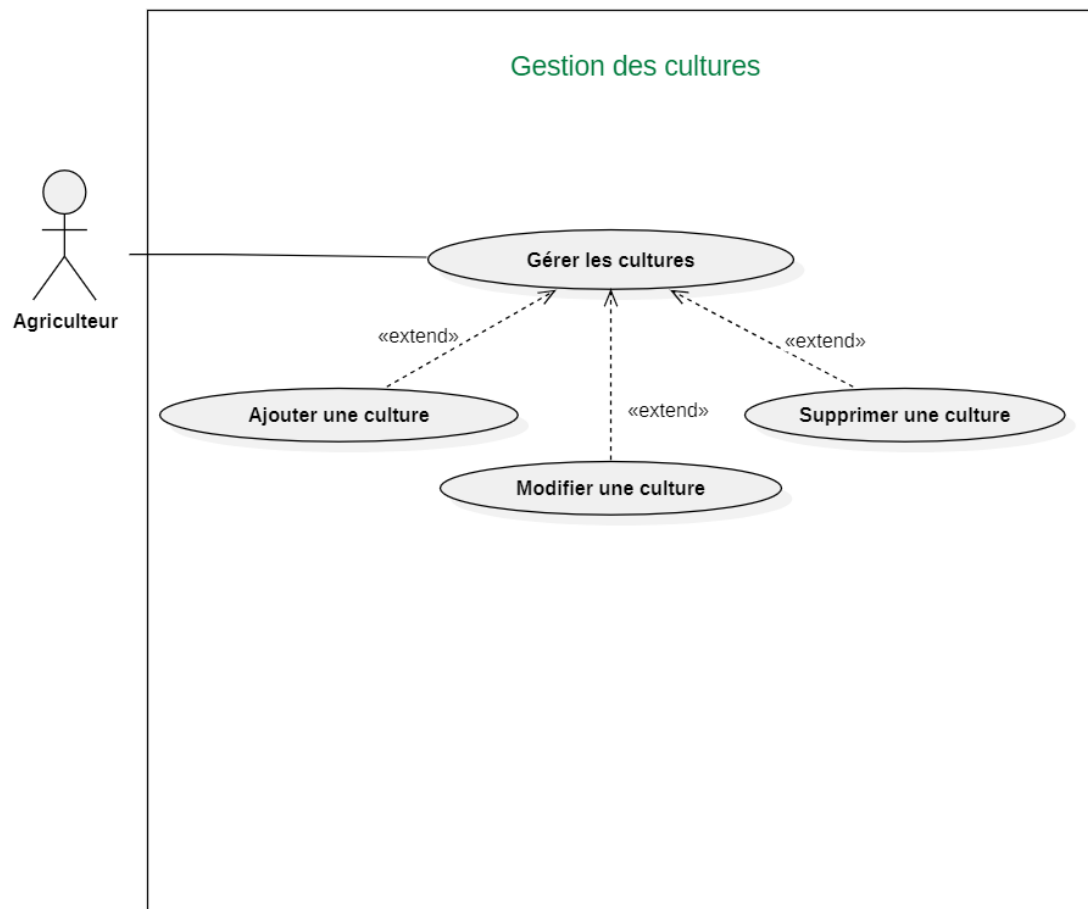 Gestion des cultures
Agriculteur
Gérer les cultures
«extend»
«extend»
«extend»
Ajouter une culture
Modifier une culture
Supprimer une culture